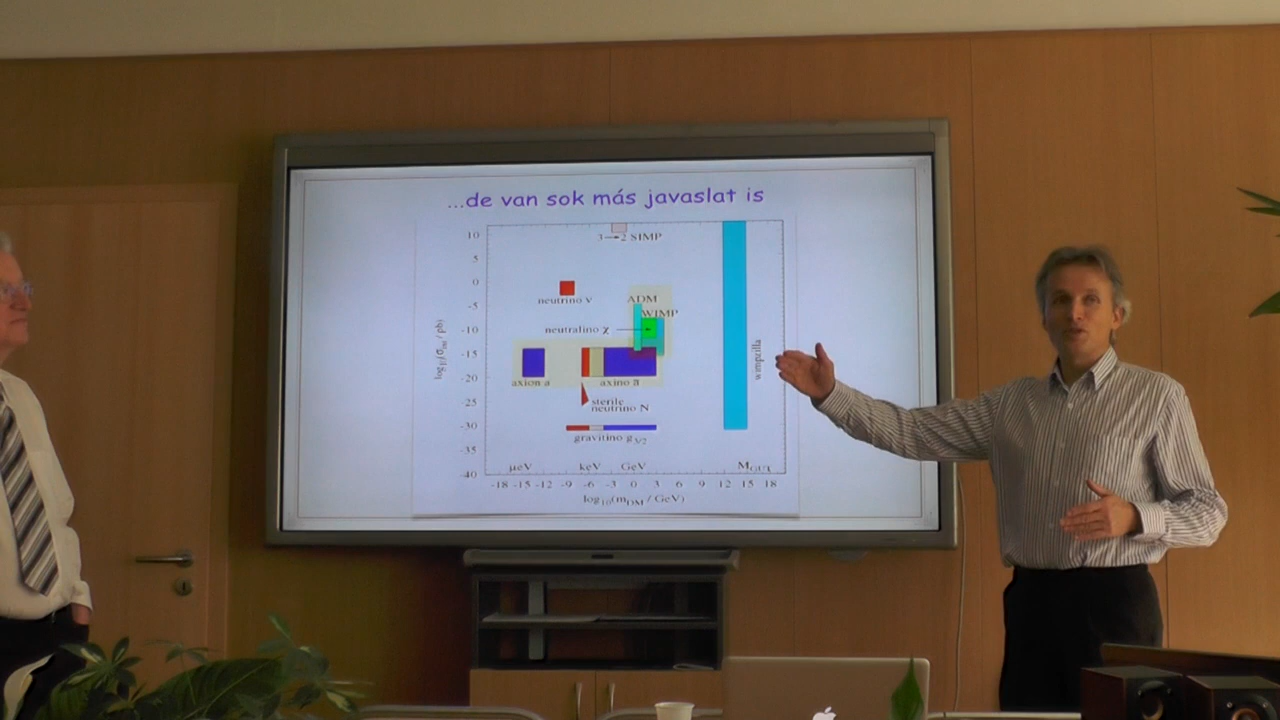 ...de van sok más javaslat is
3→2 SIMP
neutrino ν
ADM
WIMP
neutralino χ
axion a
axino ã
sterile
neutrino N
gravitino g3/2
wimpzilla
μeV keV GeV MGUT
10
5
0
-5
-10
-15
-20
25
-30
-35
-40
-18 -15 -12 -9 -6 -3 0 3 6 9 12 15 18
log10(mDM / GeV)